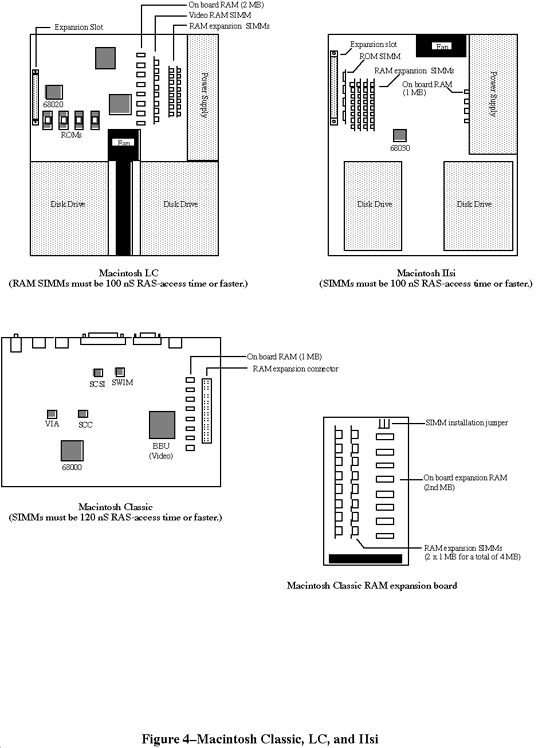 On board RAM (2 MB)
Video RAM SIMM
RAM expansion SIMMs
Expansion Slot
68020
ROMs
Fan
Power Supply
Disk Drive
Disk Drive
Macintosh LC
(RAM SIMMs must be 100 nS RAS-access time or faster.)
Expansion slot
ROM SIMM
RAM expansion SIMMs
On board RAM
(1 MB)
Fan
Power Supply
68030
Disk Drive
Disk Drive
Macintosh IIsi
(SIMMs must be 100 nS RAS-access time or faster.)
On board RAM (1 MB)
RAM expansion connector
SCSI
SWIM
VIA
SCC
68000
BBU
(Video)
Macintosh Classic
(SIMMs must be 120 nS RAS-access time or faster.)
SIMM installation jumper
On board expansion RAM
(2nd MB)
RAM expansion SIMMs
(2 x 1 MB for a total of 4 MB)
Macintosh Classic RAM expansion board
Figure 4–Macintosh Classic, LC, and IIsi